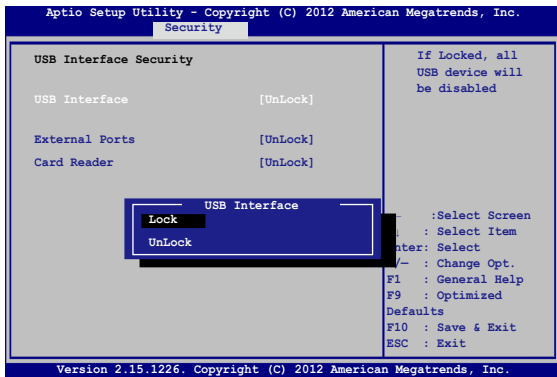 Aptio Setup Utility - Copyright (C) 2012 American Megatrends, Inc.
Security
USB Interface Security
USB Interface [UnLock]
External Ports [UnLock]
Card Reader [UnLock]
If Locked, all
USB device will
be disabled
USB Interface
Lock
UnLock
:Select Screen
: Select Item
nter: Select
/— : Change Opt.
F1 : General Help
F9 : Optimized
Defaults
F10 : Save & Exit
ESC : Exit
Version 2.15.1226. Copyright (C) 2012 American Megatrends, Inc.